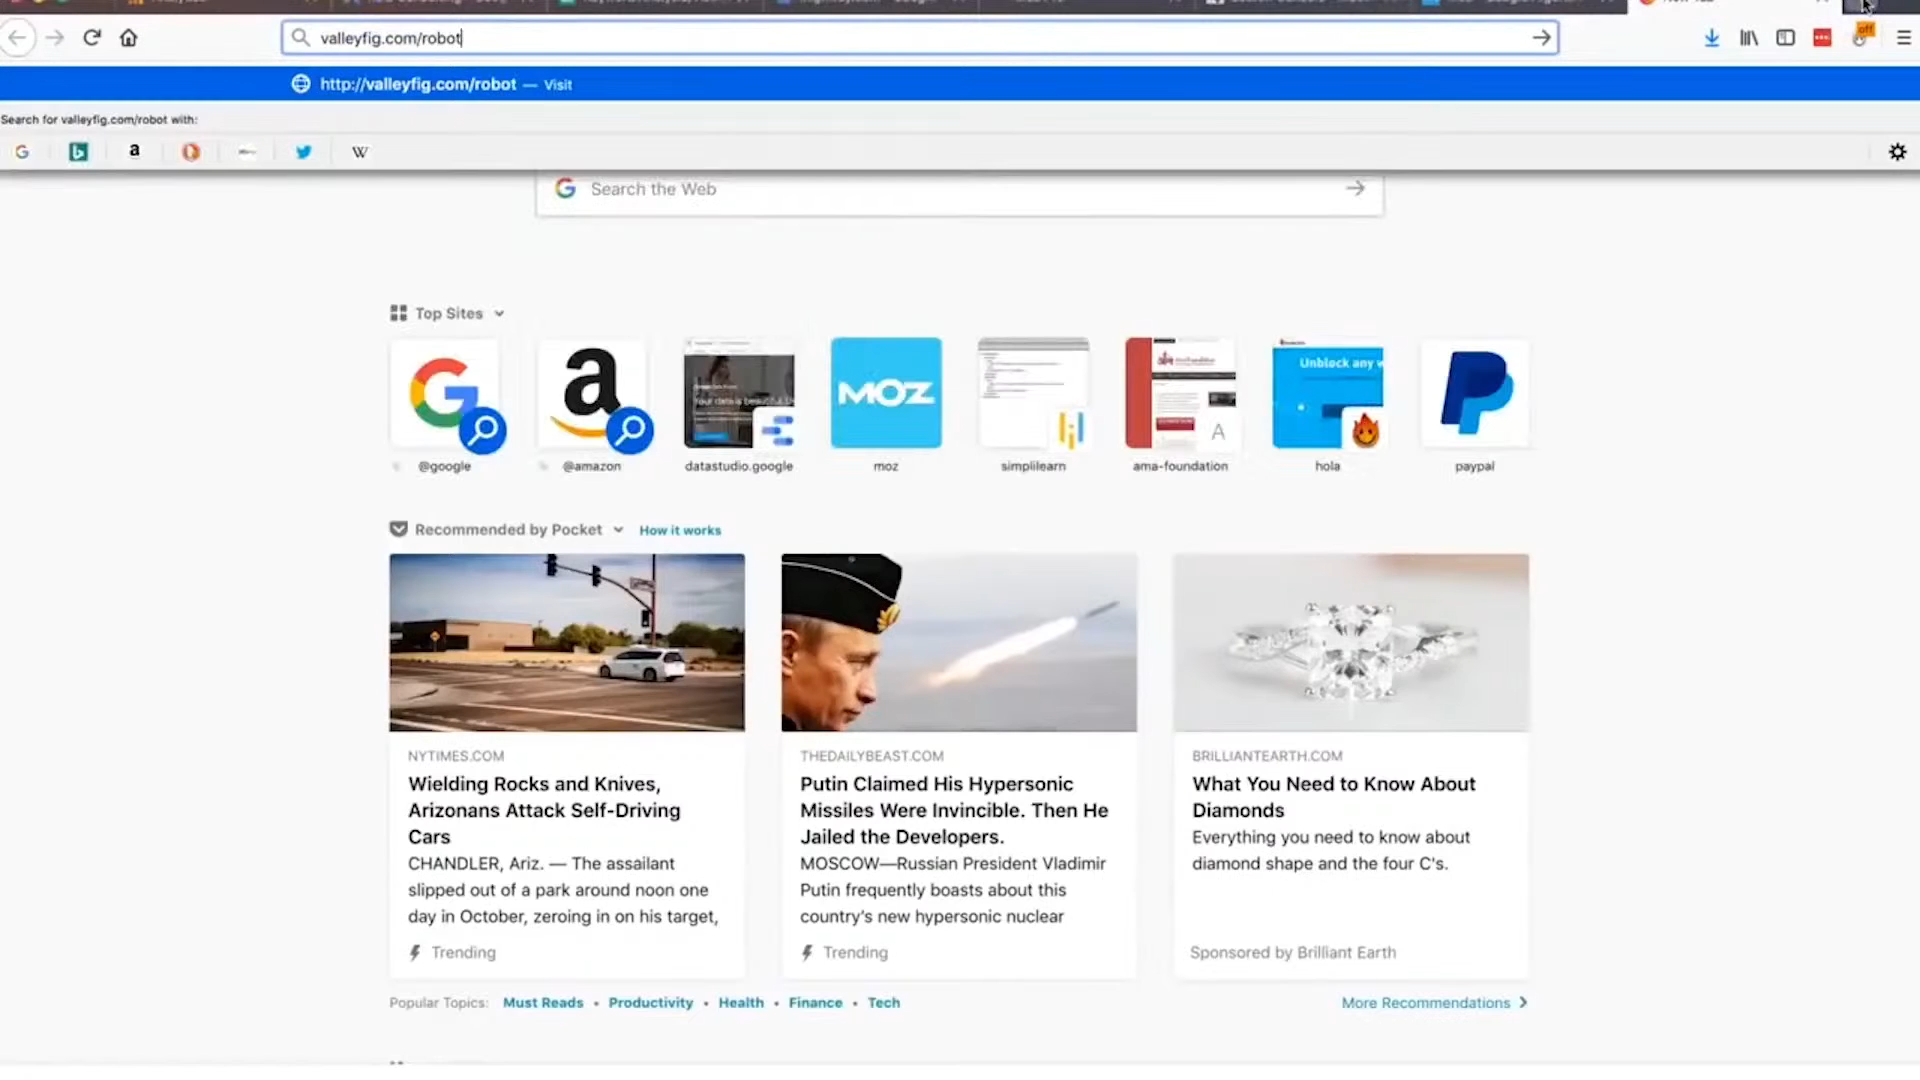 valleyfig.com/robot
off
http://valleyfig.com/robot — Visit
Search for valleyfig.com/robot with:
G b a W
Search the Web
Top Sites
MOZ
Unblock any w
A
@google
@amazon
datastudio.google
moz
simplilearn
ama-foundation
hola
paypal
Recommended by Pocket How it works
NYTIMES.COM
Wielding Rocks and Knives,
Arizonans Attack Self-Driving
Cars
CHANDLER, Ariz. — The assailant
slipped out of a park around noon one
day in October, zeroing in on his target,
Trending
THEDAILYBEAST.COM
Putin Claimed His Hypersonic
Missiles Were Invincible. Then He
Jailed the Developers.
MOSCOW—Russian President Vladimir
Putin frequently boasts about this
country's new hypersonic nuclear
Trending
BRILLIANTEARTH.COM
What You Need to Know About
Diamonds
Everything you need to know about
diamond shape and the four C's.
Sponsored by Brilliant Earth
Popular Topics: Must Reads • Productivity • Health • Finance • Tech
More Recommendations